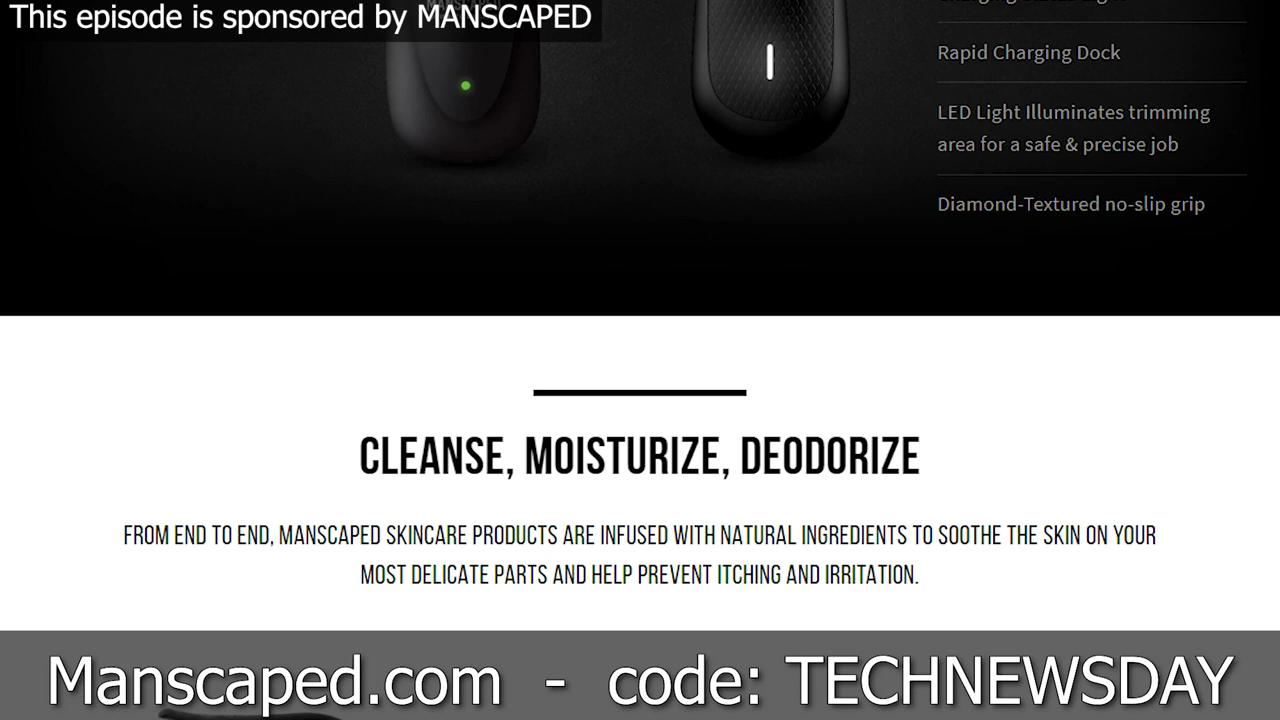 This episode is sponsored by MANSCAPED
Rapid Charging Dock
LED Light Illuminates trimming
area for a safe & precise job
Diamond-Textured no-slip grip
CLEANSE, MOISTURIZE, DEODORIZE
FROM END TO END, MANSCAPED SKINCARE PRODUCTS ARE INFUSED WITH NATURAL INGREDIENTS TO SOOTHE THE SKIN ON YOUR
MOST DELICATE PARTS AND HELP PREVENT ITCHING AND IRRITATION.
Manscaped.com - code: TECHNEWSDAY